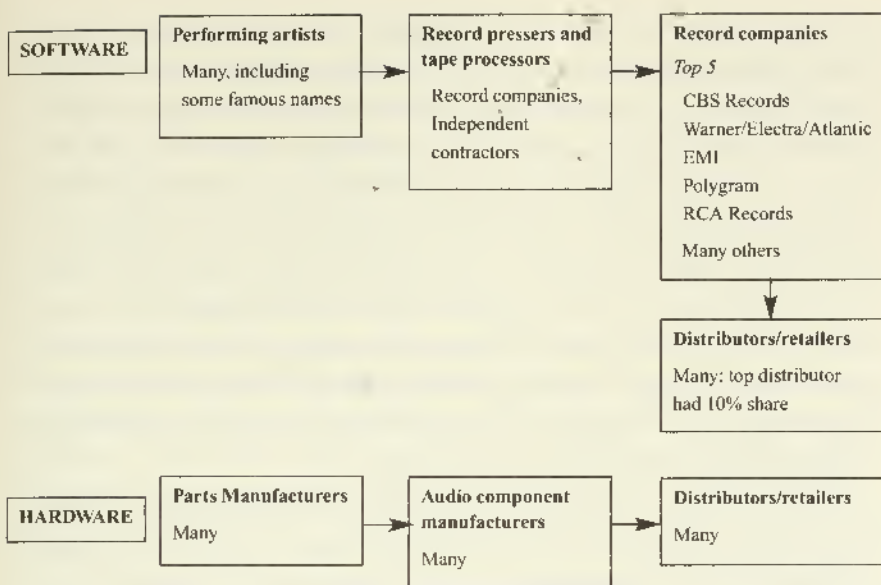 SOFTWARE
Performing artists
Many, including
some famous names
Record pressers and
tape processors
Record companies,
Independent
contractors
Record companies
Top 5
CBS Records
Warner/Electra/Atlantic
EMI
Polygram
RCA Records
Many others
Distributors/retailers
Many: top distributor
had 10% share
HARDWARE
Parts Manufacturers
Many
Audio component
manufacturers
Many
Distributors/retailers
Many